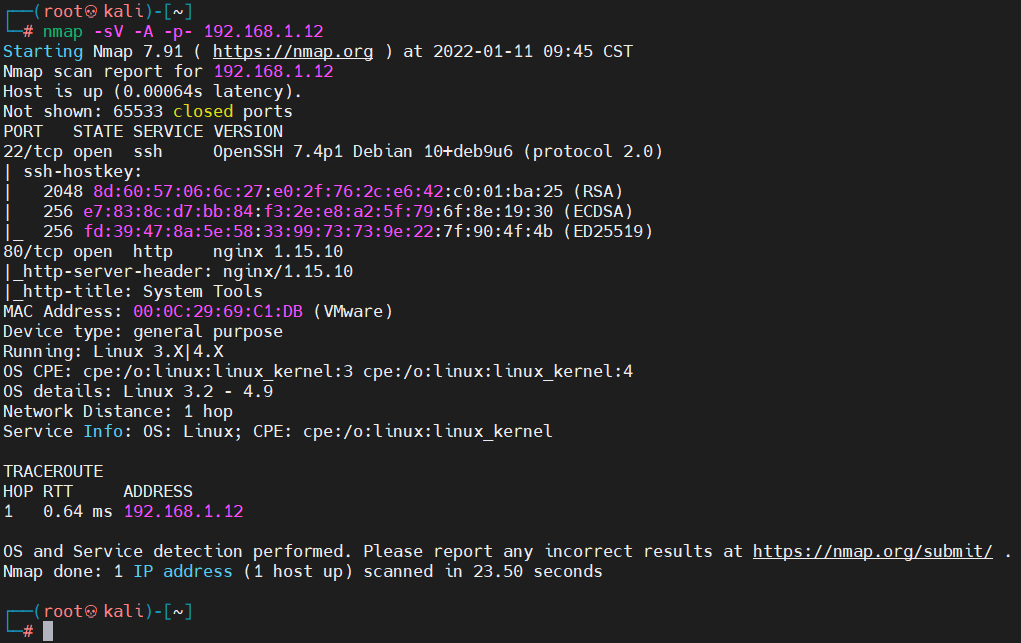 ┌──(root💀kali)-[~]
└─# nmap -sV -A -p- 192.168.1.12
Starting Nmap 7.91 ( https://nmap.org ) at 2022-01-11 09:45 CST
Nmap scan report for 192.168.1.12
Host is up (0.00064s latency).
Not shown: 65533 closed ports
PORT   STATE SERVICE VERSION
22/tcp open  ssh     OpenSSH 7.4p1 Debian 10+deb9u6 (protocol 2.0)
| ssh-hostkey:
|   2048 8d:60:57:06:6c:27:e0:2f:76:2c:e6:42:c0:01:ba:25 (RSA)
|   256 e7:83:8c:d7:bb:84:f3:2e:e8:a2:5f:79:6f:8e:19:30 (ECDSA)
|_  256 fd:39:47:8a:5e:58:33:99:73:73:9e:22:7f:90:4f:4b (ED25519)
80/tcp open  http    nginx 1.15.10
|_http-server-header: nginx/1.15.10
|_http-title: System Tools
MAC Address: 00:0C:29:69:C1:DB (VMware)
Device type: general purpose
Running: Linux 3.X|4.X
OS CPE: cpe:/o:linux:linux_kernel:3 cpe:/o:linux:linux_kernel:4
OS details: Linux 3.2 - 4.9
Network Distance: 1 hop
Service Info: OS: Linux; CPE: cpe:/o:linux:linux_kernel
TRACEROUTE
HOP RTT     ADDRESS
1   0.64 ms 192.168.1.12
OS and Service detection performed. Please report any incorrect results at https://nmap.org/submit/ .
Nmap done: 1 IP address (1 host up) scanned in 23.50 seconds
┌──(root💀kali)-[~]
└─#